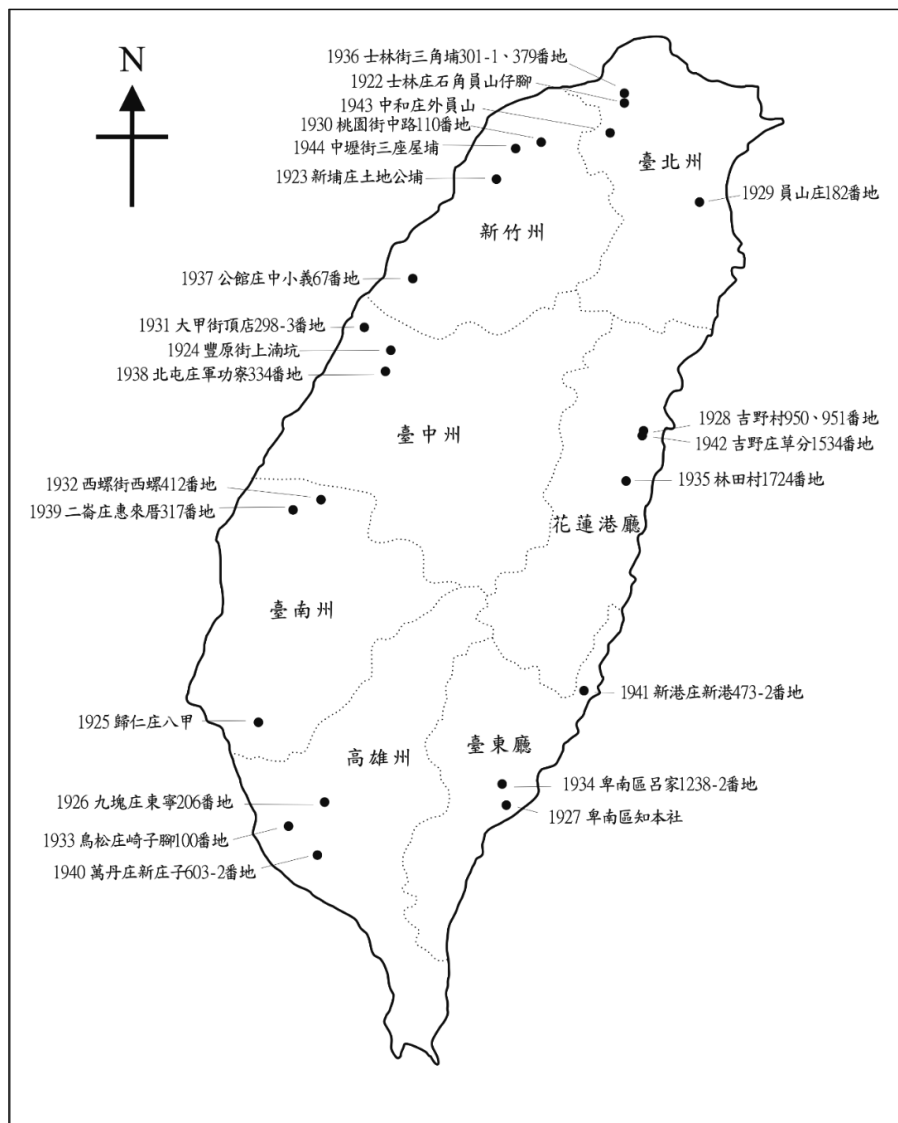 N
1936 士林街三角埔301-1、379番地
1922 士林庄石角員山仔腳
1943 中和庄外員山
1930 桃園街中路110番地
1944 中壢街三座屋埔
1923 新埔庄土地公埔
臺北州
1929 員山庄182番地
新竹州
1937 公館庄中小義67番地
1931 大甲街頂店298-3番地
1924 豐原街上湳坑
1938 北屯庄軍功寮334番地
臺中州
1928 吉野村950、951番地
1942 吉野庄草分1534番地
1935 林田村1724番地
花蓮港廳
1932 西螺街西螺412番地
1939 二崙庄惠來厝317番地
臺南州
1941 新港庄新港473-2番地
1925 歸仁庄八甲
高雄州
臺東廳
1934 卑南區呂家1238-2番地
1927 卑南區知本社
1926 九塊庄東寧206番地
1933 鳥松庄崎子腳100番地
1940 萬丹庄新庄子603-2番地